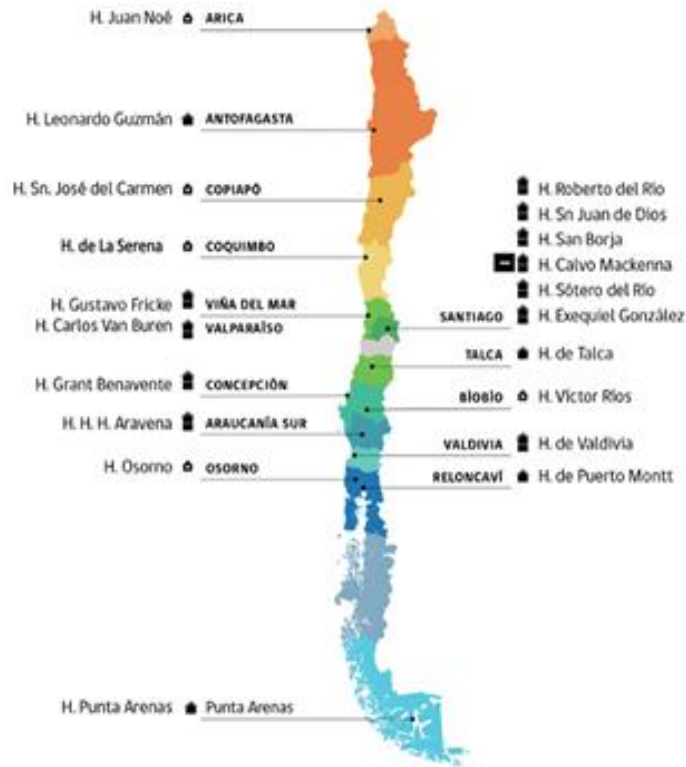 H. Juan Noé ARICA
H. Leonardo Guzmán ANTOFAGASTA
H. Sn. José del Carmen COPIAPÓ
H. de La Serena COQUIMBO
H. Gustavo Fricke VIÑA DEL MAR
H. Carlos Van Buren VALPARAÍSO
H. Grant Benavente CONCEPCIÓN
H. H. H. Aravena ARAUCANÍA SUR
H. Osorno OSORNO
H. Punta Arenas Punta Arenas
H. Roberto del Río
H. Sn Juan de Dios
H. San Borja
H. Calvo Mackenna
H. Sótero del Río
SANTIAGO H. Exequiel González
TALCA H. de Talca
BÍOBÍO H. Víctor Ríos
VALDIVIA H. de Valdivia
RELONCAVÍ H. de Puerto Montt